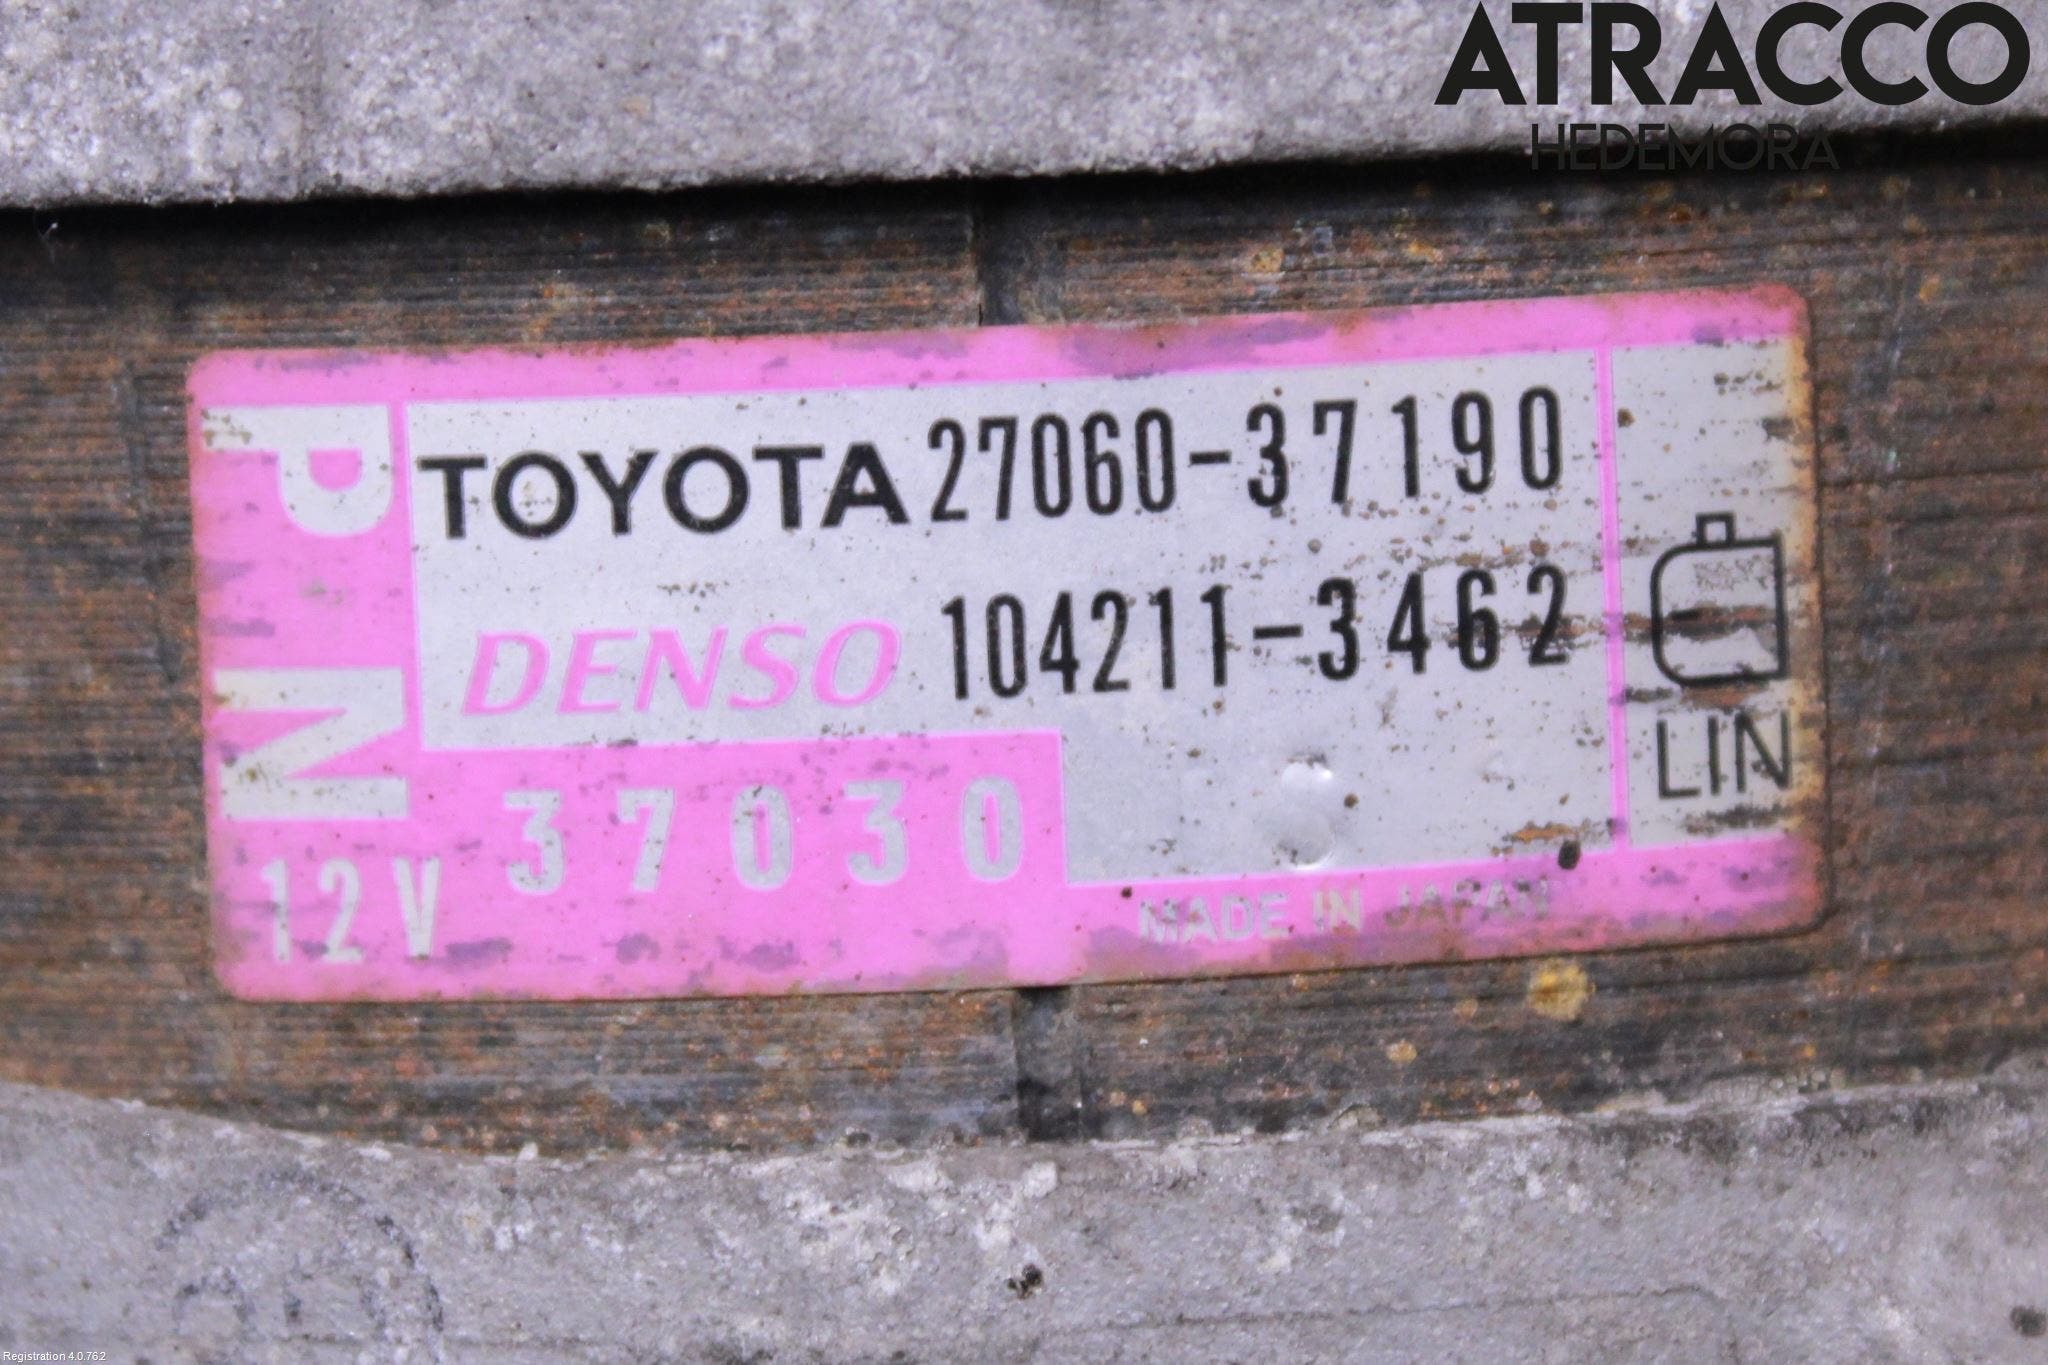 ATRACCO
HEDEMORA
TOYOTA 27060-37190
DENSO 104211-3462
PN
37030
12V
LIN
MADE IN JAPAN
Registration 4.0.762